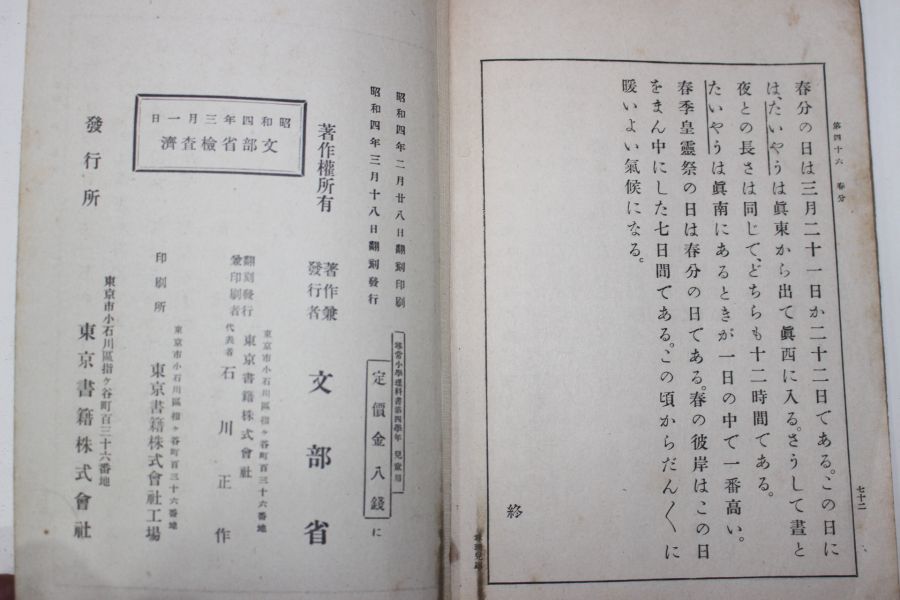 第四十六　春分
七十二
春分の日は三月二十一日か二十二日である。この日に
は、たいやうは眞東から出て眞西に入る。さうして晝と
夜との長さは同じで、どちらも十二時間である。
たいやうは眞南にあるときが一日の中で一番高い。
春季皇靈祭の日は春分の日である。春の彼岸はこの日
をまん中にした七日間である。この頃からだん〱に
暖いよい氣候になる。
終
昭和四年二月廿八日翻刻印刷
昭和四年三月十八日翻刻發行
尋常小學理科書第四學年 兒童用
定價金八錢
著作權所有
著作兼
發行者
文部省
翻刻發行
兼印刷者
東京市小石川區指ヶ谷町百三十六番地
東京書籍株式會社
代表者 石川正作
東京市小石川區指ヶ谷町百三十六番地
印刷所 東京書籍株式會社工場
昭和四年三月一日
文部省檢查濟
發行所
東京市小石川區指ヶ谷町百三十六番地
東京書籍株式會社